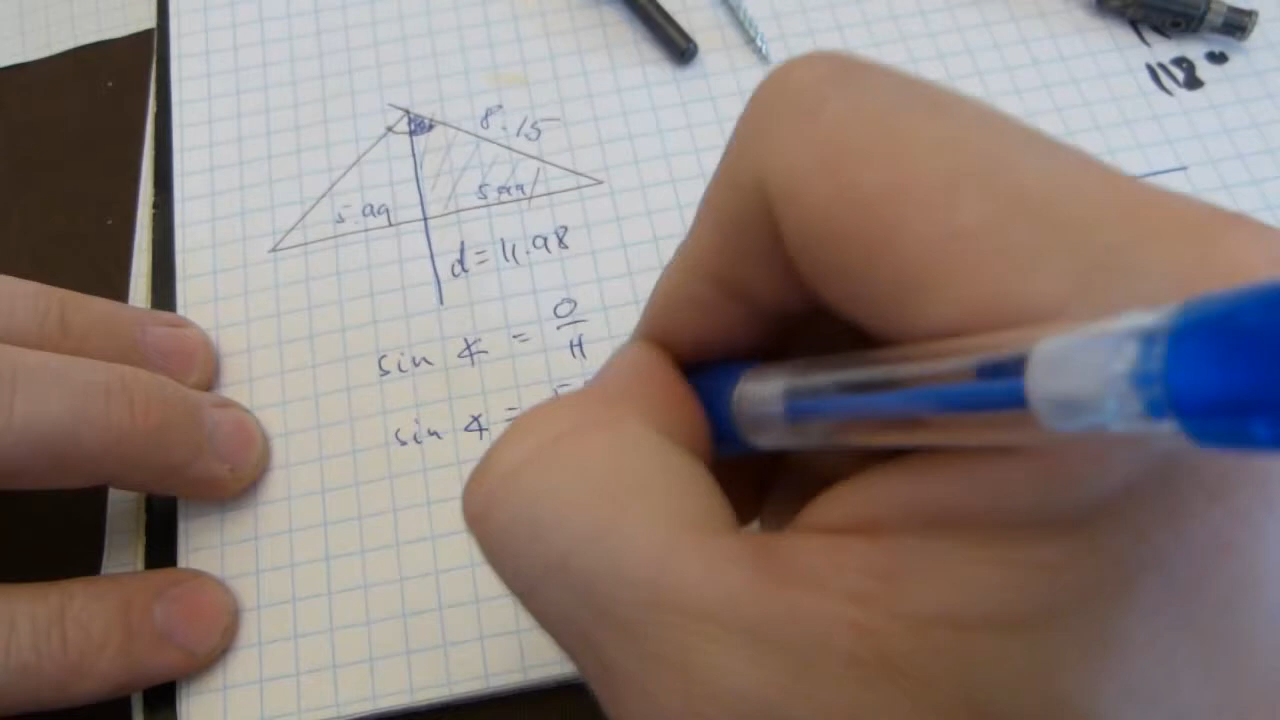 118°
8.15
5.99 5.99
d = 11.98
sin ∡ = O/H
sin ∡ =